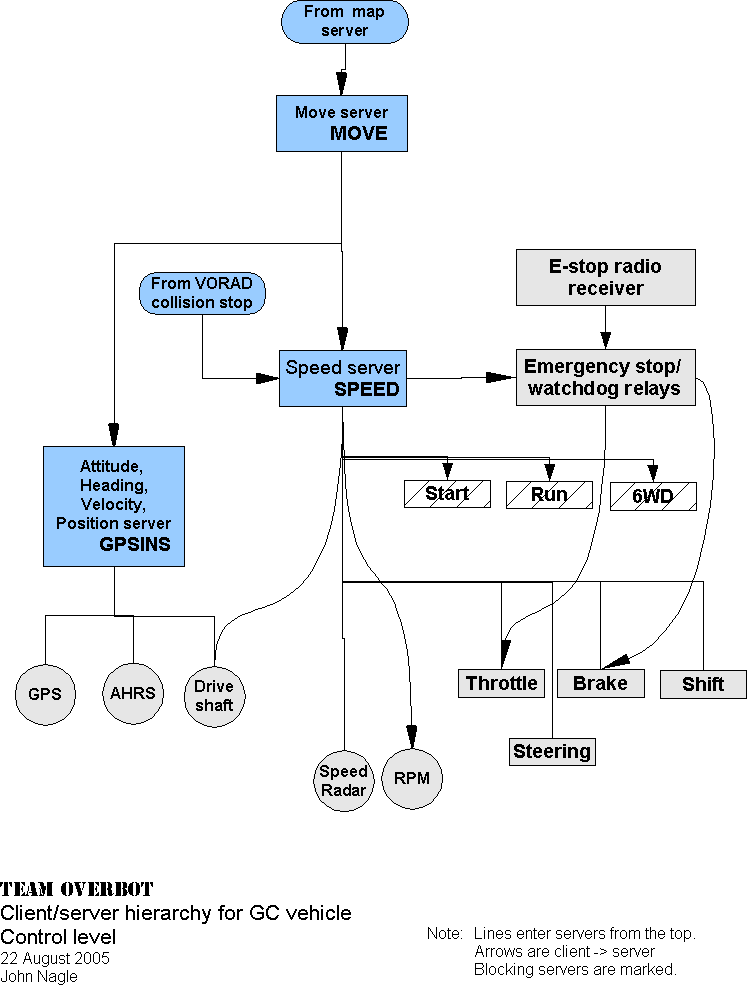 From map
server
Move server
MOVE
From VORAD
collision stop
E-stop radio
receiver
Speed server
SPEED
Emergency stop/
watchdog relays
Attitude,
Heading,
Velocity,
Position server
GPSINS
Start
Run
6WD
GPS
AHRS
Drive
shaft
Throttle
Brake
Shift
Steering
Speed
Radar
RPM
TEAM OVERBOT
Client/server hierarchy for GC vehicle
Control level
22 August 2005
John Nagle
Note: Lines enter servers from the top.
Arrows are client -> server
Blocking servers are marked.